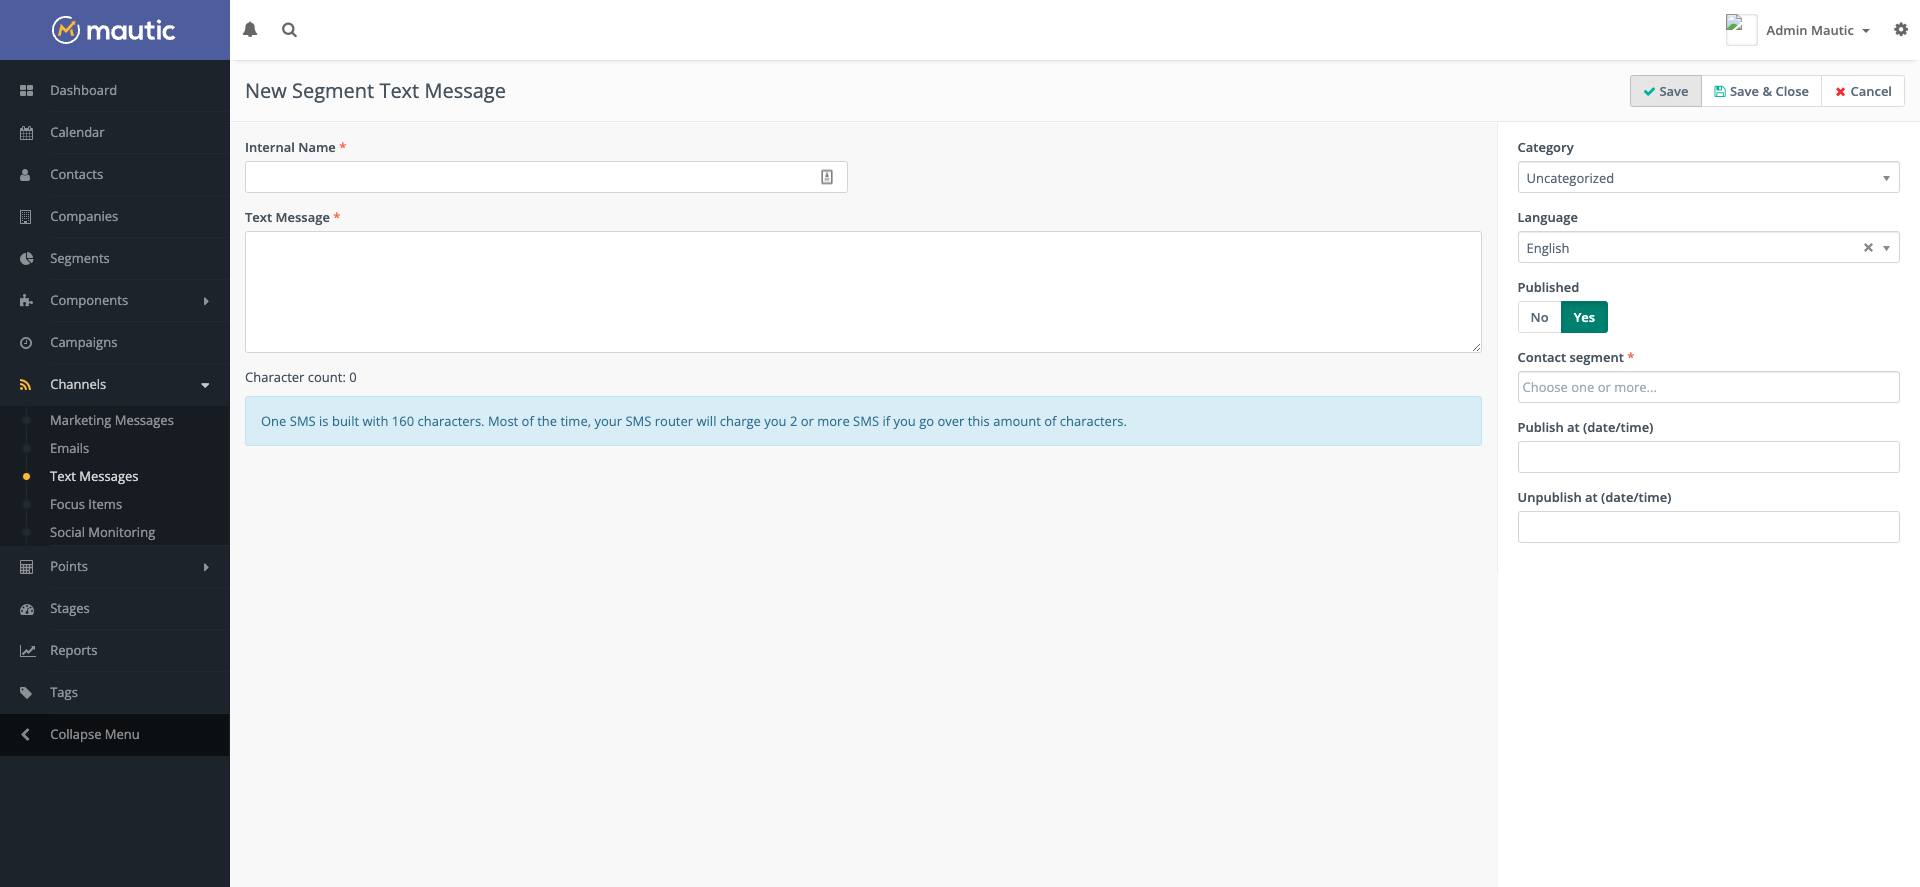 mautic
Admin Mautic
Dashboard
Calendar
Contacts
Companies
Segments
Components
Campaigns
Channels
Marketing Messages
Emails
Text Messages
Focus Items
Social Monitoring
Points
Stages
Reports
Tags
Collapse Menu
New Segment Text Message
Save
Save & Close
Cancel
Internal Name *
Text Message *
Character count: 0
One SMS is built with 160 characters. Most of the time, your SMS router will charge you 2 or more SMS if you go over this amount of characters.
Category
Uncategorized
Language
English
Published
No Yes
Contact segment *
Choose one or more...
Publish at (date/time)
Unpublish at (date/time)